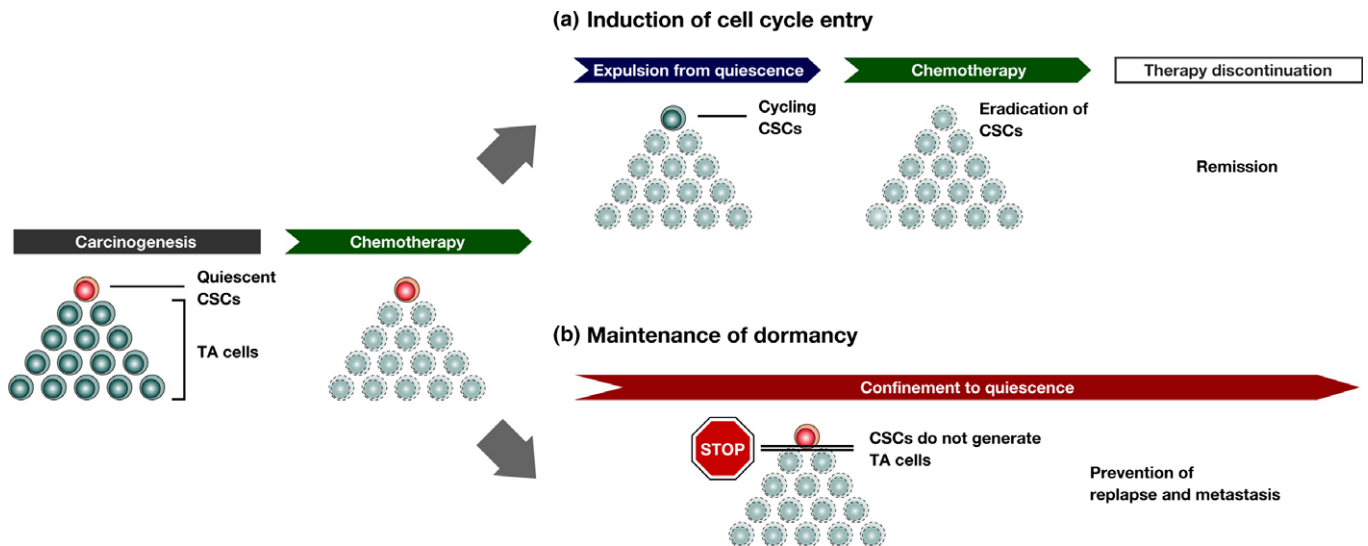 (a) Induction of cell cycle entry
Expulsion from quiescence
Chemotherapy
Therapy discontinuation
Cycling
CSCs
Eradication of
CSCs
Remission
Carcinogenesis
Chemotherapy
Quiescent
CSCs
TA cells
(b) Maintenance of dormancy
Confinement to quiescence
STOP
CSCs do not generate
TA cells
Prevention of
replapse and metastasis